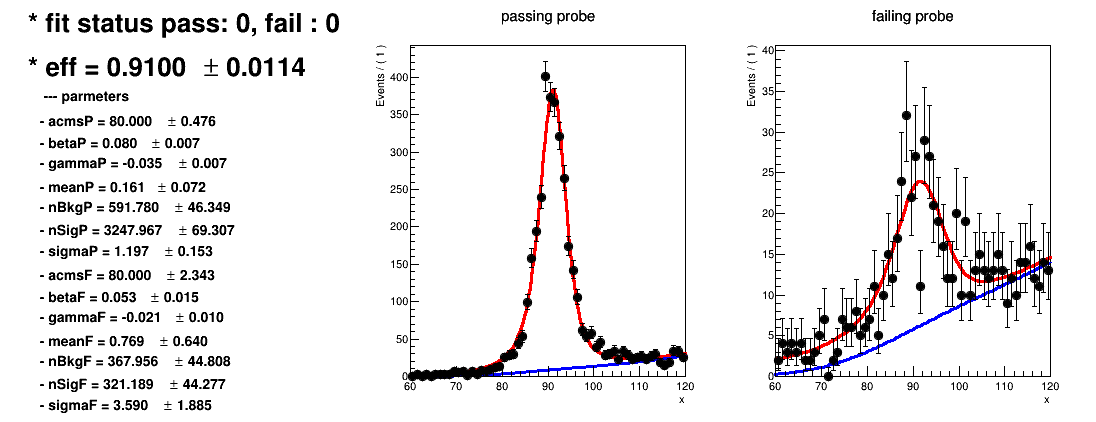 * fit status pass: 0, fail : 0
* eff = 0.9100 ± 0.0114
--- parmeters
- acmsP = 80.000 ± 0.476
- betaP = 0.080 ± 0.007
- gammaP = -0.035 ± 0.007
- meanP = 0.161 ± 0.072
- nBkgP = 591.780 ± 46.349
- nSigP = 3247.967 ± 69.307
- sigmaP = 1.197 ± 0.153
- acmsF = 80.000 ± 2.343
- betaF = 0.053 ± 0.015
- gammaF = -0.021 ± 0.010
- meanF = 0.769 ± 0.640
- nBkgF = 367.956 ± 44.808
- nSigF = 321.189 ± 44.277
- sigmaF = 3.590 ± 1.885
passing probe
Events / ( 1 )
400
350
300
250
200
150
100
50
0
60 70 80 90 100 110 120
x
failing probe
Events / ( 1 )
40
35
30
25
20
15
10
5
0
60 70 80 90 100 110 120
x